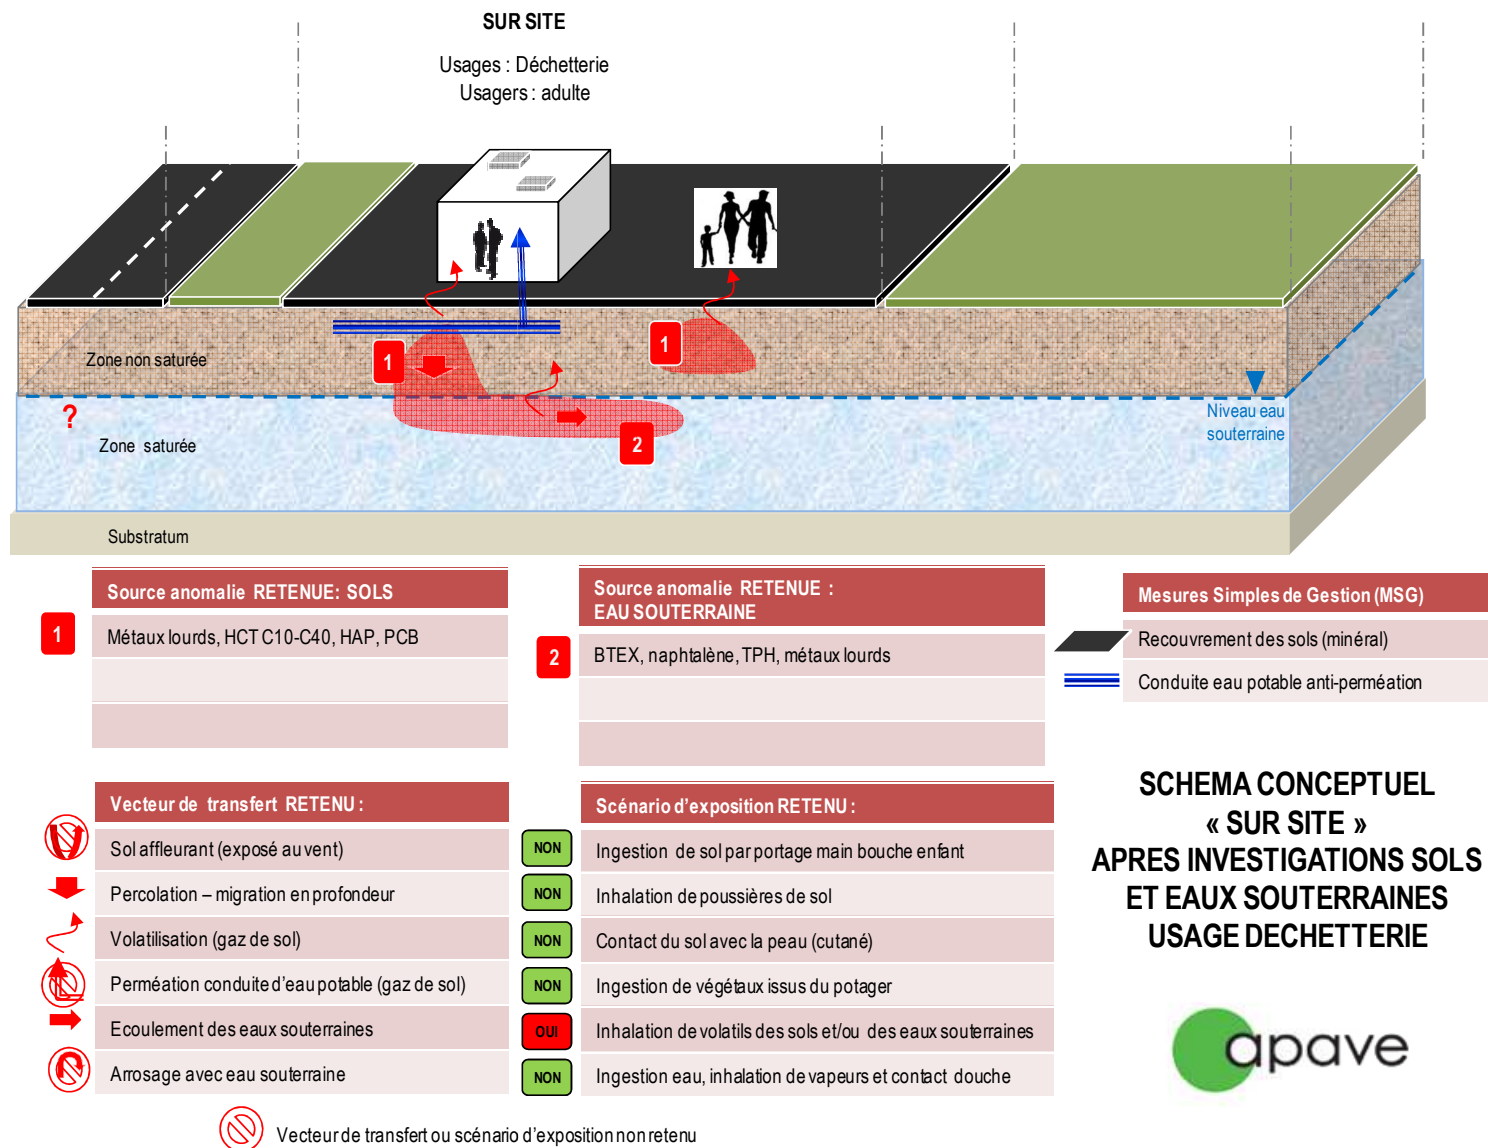 SUR SITE
Usages : Déchetterie
Usagers : adulte
Zone non saturée
1
1
?
Niveau eau
souterraine
Zone saturée
2
Substratum
Source anomalie RETENUE: SOLS
1
Métaux lourds, HCT C10-C40, HAP, PCB
Source anomalie RETENUE :
EAU SOUTERRAINE
2
BTEX, naphtalène, TPH, métaux lourds
Mesures Simples de Gestion (MSG)
Recouvrement des sols (minéral)
Conduite eau potable anti-perméation
Vecteur de transfert RETENU :
Sol affleurant (exposé au vent)
Percolation – migration en profondeur
Volatilisation (gaz de sol)
Perméation conduite d'eau potable (gaz de sol)
Ecoulement des eaux souterraines
Arrosage avec eau souterraine
Scénario d'exposition RETENU :
NON Ingestion de sol par portage main bouche enfant
NON Inhalation de poussières de sol
NON Contact du sol avec la peau (cutané)
NON Ingestion de végétaux issus du potager
OUI Inhalation de volatils des sols et/ou des eaux souterraines
NON Ingestion eau, inhalation de vapeurs et contact douche
SCHEMA CONCEPTUEL
« SUR SITE »
APRES INVESTIGATIONS SOLS
ET EAUX SOUTERRAINES
USAGE DECHETTERIE
apave
Vecteur de transfert ou scénario d'exposition non retenu